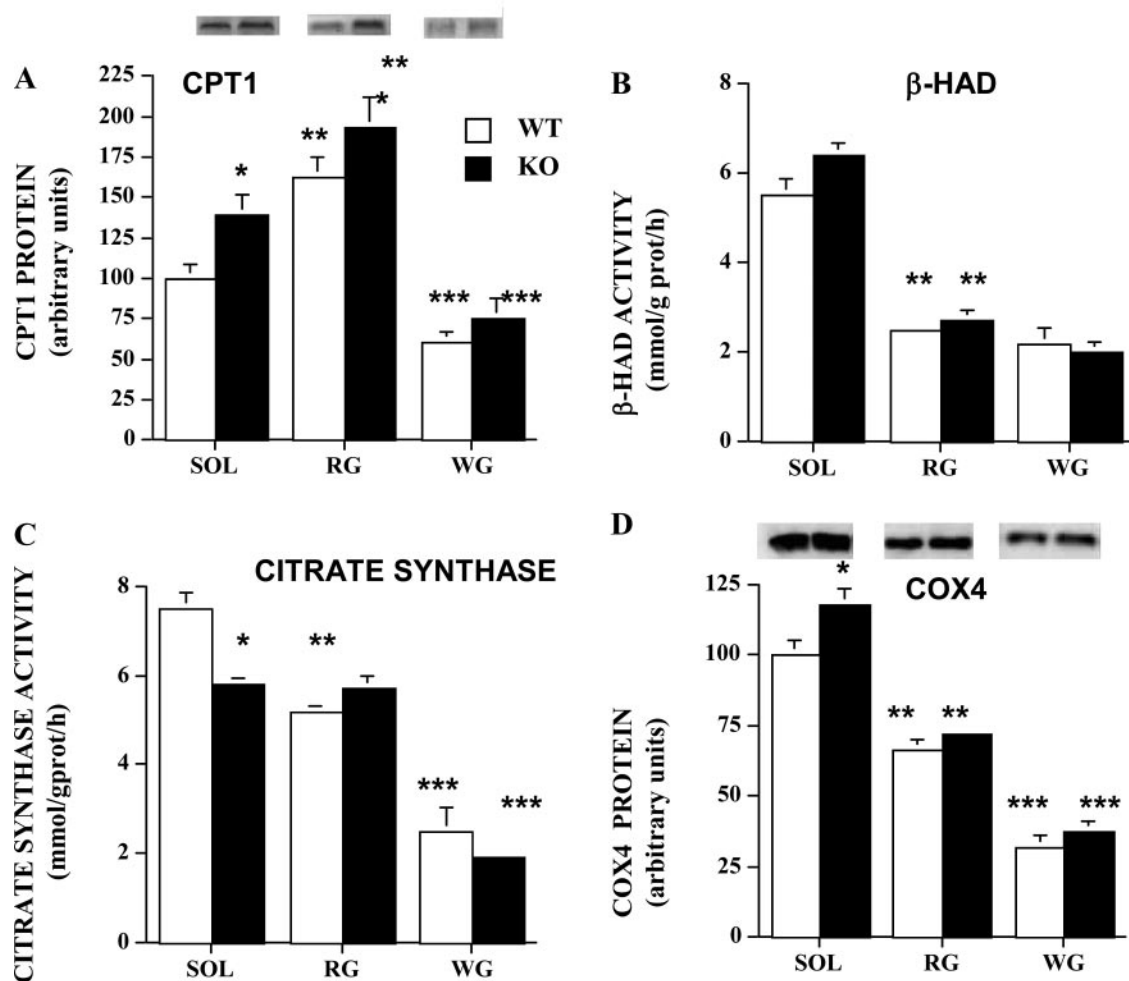 A
CPT1
**
*
**
*
***
***
WT
KO
CPT1 PROTEIN
(arbitrary units)
225
200
175
150
125
100
75
50
25
0
SOL RG WG
B
β-HAD
β-HAD ACTIVITY
(mmol/g prot/h)
8
6
4
2
0
** **
SOL RG WG
C
CITRATE SYNTHASE
CITRATE SYNTHASE ACTIVITY
(mmol/gprot/h)
8
6
4
2
0
* **
***
***
SOL RG WG
D
COX4
COX4 PROTEIN
(arbitrary units)
125
100
75
50
25
0
*
** **
*** ***
SOL RG WG